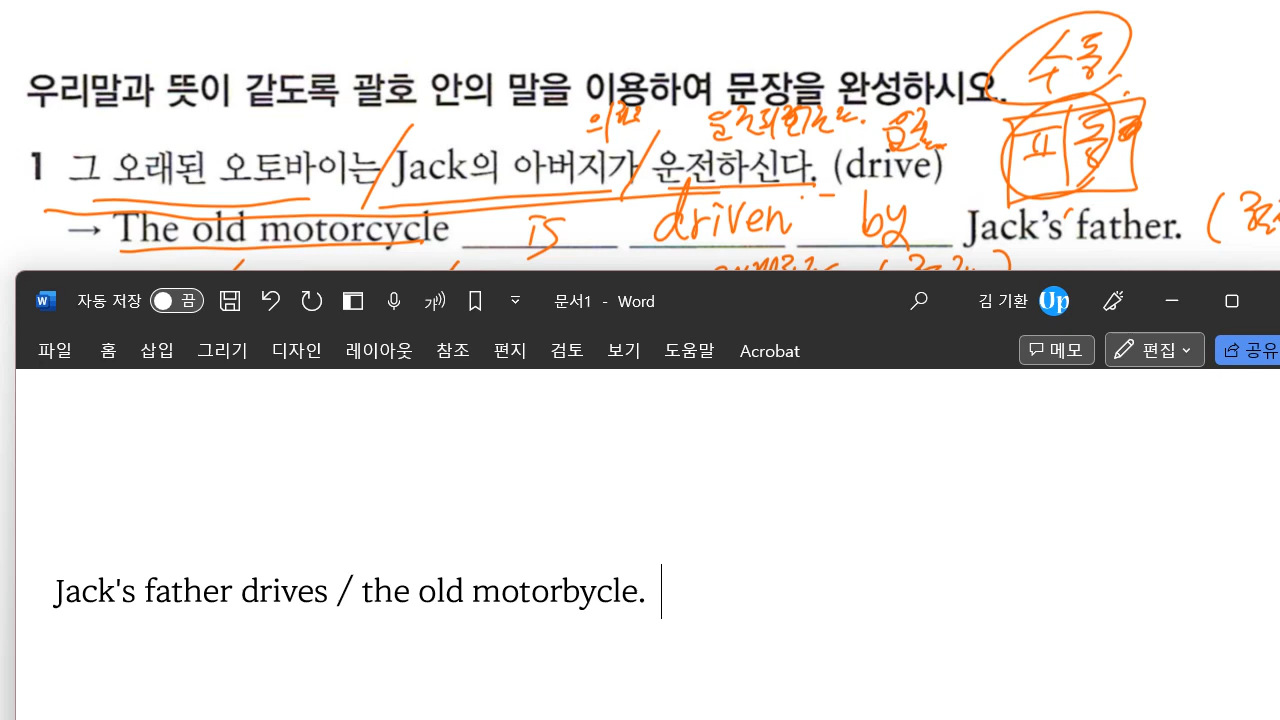 수동
우리말과 뜻이 같도록 괄호 안의 말을 이용하여 문장을 완성하시오.
피동
1 그 오래된 오토바이는 Jack의 아버지가 운전하신다. (drive)
→ The old motorcycle is driven by Jack's father.
자동 저장 끔 가 문서1 - Word 김 기환 Up
파일 홈 삽입 그리기 디자인 레이아웃 참조 편지 검토 보기 도움말 Acrobat 메모 편집 공유
Jack's father drives / the old motorbycle.